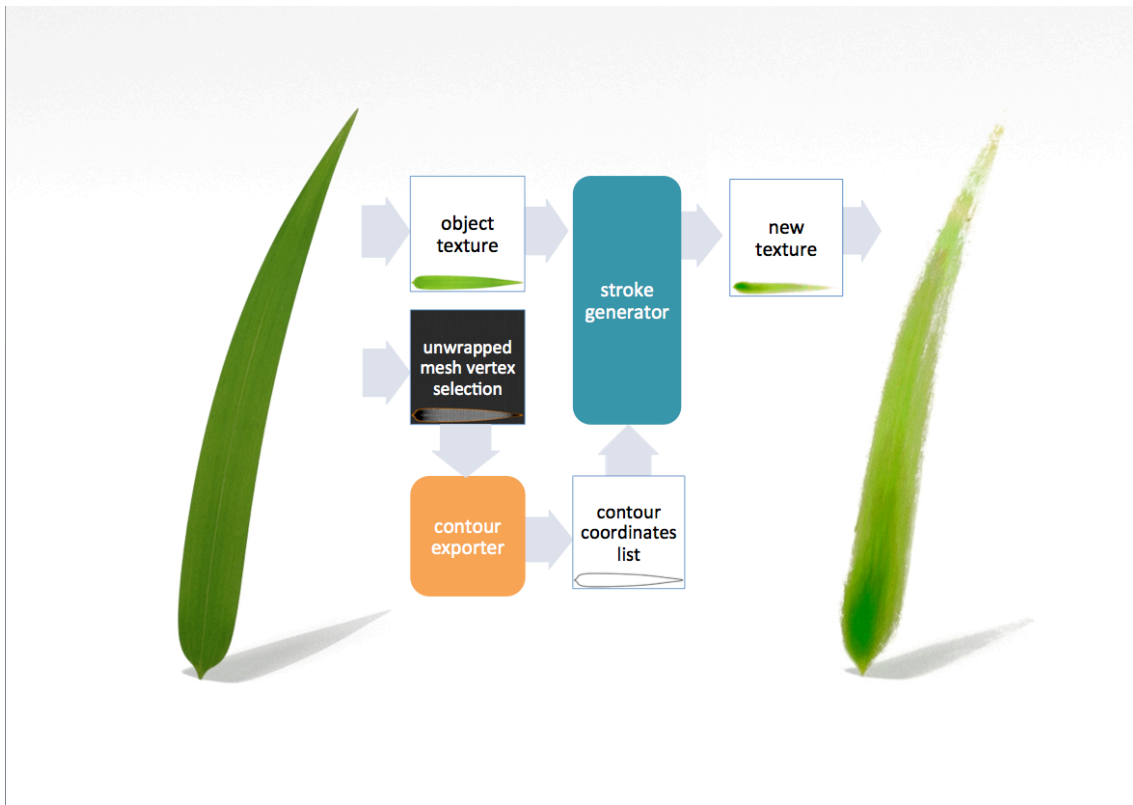 object
texture
unwrapped
mesh vertex
selection
contour
exporter
contour
coordinates
list
stroke
generator
new
texture